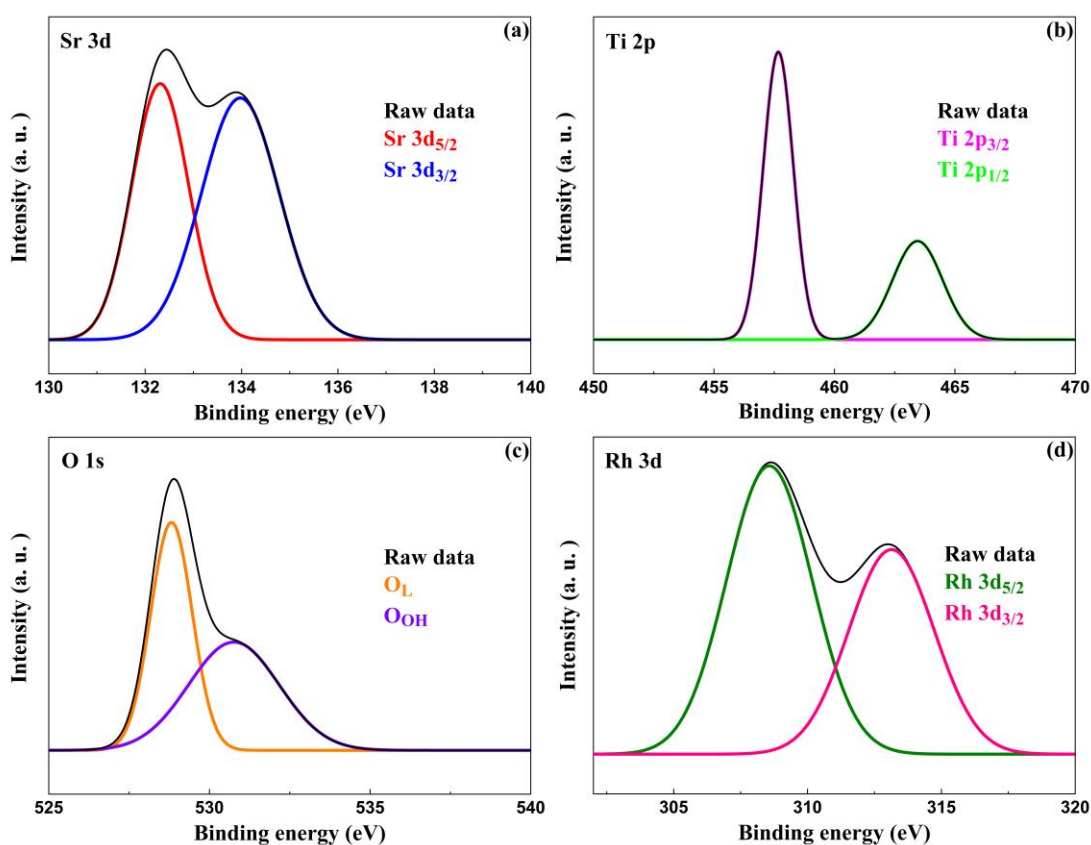 Sr 3d
(a)
Raw data
Sr 3d5/2
Sr 3d3/2
Intensity (a. u. )
130 132 134 136 138 140
Binding energy (eV)
Ti 2p
(b)
Raw data
Ti 2p3/2
Ti 2p1/2
Intensity (a. u. )
450 455 460 465 470
Binding energy (eV)
O 1s
(c)
Raw data
OL
OOH
Intensity (a. u. )
525 530 535 540
Binding energy (eV)
Rh 3d
(d)
Raw data
Rh 3d5/2
Rh 3d3/2
Intensity (a. u. )
305 310 315 320
Binding energy (eV)